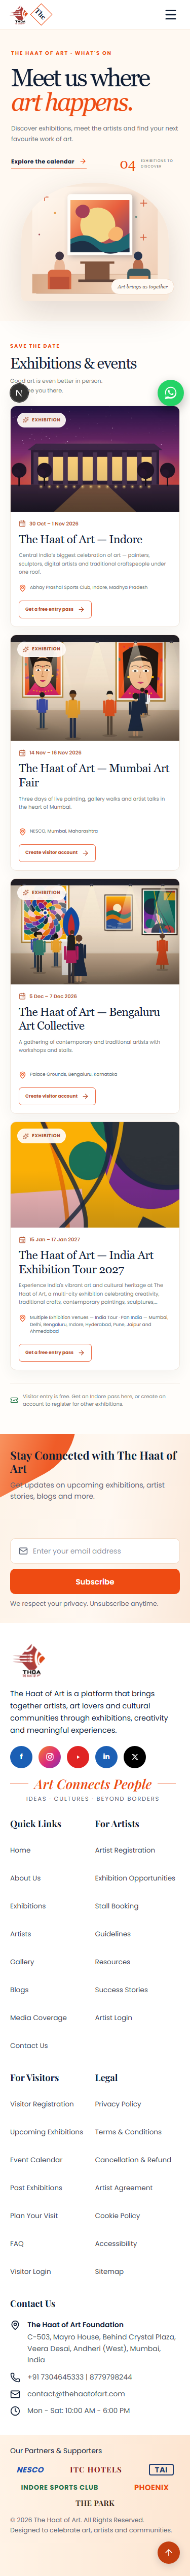 The
THE HAAT OF ART • WHAT'S ON
Meet us where
art happens.
Discover exhibitions, meet the artists and find your next
favourite work of art.
Explore the calendar
04
EXHIBITIONS TO
DISCOVER
Art brings us together
SAVE THE DATE
Exhibitions & events
Good art is even better in person.
you there.
N
EXHIBITION
30 Oct – 1 Nov 2026
The Haat of Art — Indore
Central India's biggest celebration of art — painters,
sculptors, digital artists and traditional craftspeople under
one roof.
Abhay Prashal Sports Club, Indore, Madhya Pradesh
Get a free entry pass
EXHIBITION
14 Nov – 16 Nov 2026
The Haat of Art — Mumbai Art
Fair
Three days of fine painting, gallery walks and artist talks in
the heart of Mumbai.
NESCO, Mumbai, Maharashtra
Create visitor account
EXHIBITION
5 Dec – 7 Dec 2026
The Haat of Art — Bengaluru
Art Collective
A gathering of contemporary and traditional artists with
workshops and stalls.
Palace Grounds, Bengaluru, Karnataka
Create visitor account
EXHIBITION
15 Jan – 17 Jan 2027
The Haat of Art — India Art
Exhibition Tour 2027
Experience India's vibrant art and cultural heritage at The
Haat of Art, a multi-city exhibition celebrating creativity,
traditional crafts, contemporary paintings, sculptures,...
Multiple Exhibition Venues – India Tour · Pan India — Mumbai,
Delhi, Bengaluru, Indore, Hyderabad, Pune, Jaipur and
Ahmedabad
Get a free entry pass
Visitor entry is free. Get an Indore pass here, or create an
account to register for other exhibitions.
Stay Connected with The Haat of
Art
Get updates on upcoming exhibitions, artist
stories, blogs and more.
Enter your email address
Subscribe
We respect your privacy. Unsubscribe anytime.
THOA
The Haat of Art is a platform that brings
together artists, art lovers and cultural
communities through exhibitions, creativity
and meaningful experiences.
Art Connects People
IDEAS · CULTURES · BEYOND BORDERS
Quick Links
Home
About Us
Exhibitions
Artists
Gallery
Blogs
Media Coverage
Contact Us
For Artists
Artist Registration
Exhibition Opportunities
Stall Booking
Guidelines
Resources
Success Stories
Artist Login
For Visitors
Visitor Registration
Upcoming Exhibitions
Event Calendar
Past Exhibitions
Plan Your Visit
FAQ
Visitor Login
Legal
Privacy Policy
Terms & Conditions
Cancellation & Refund
Artist Agreement
Cookie Policy
Accessibility
Sitemap
Contact Us
The Haat of Art Foundation
C-503, Mayro House, Behind Crystal Plaza,
Veera Desai, Andheri (West), Mumbai,
India
+91 7304645333 | 8779798244
contact@thehaatofart.com
Mon - Sat: 10:00 AM - 6:00 PM
Our Partners & Supporters
NESCO
ITC HOTELS
TAI
INDORE SPORTS CLUB
PHOENIX
THE PARK
© 2026 The Haat of Art. All Rights Reserved.
Designed to celebrate art, artists and communities.